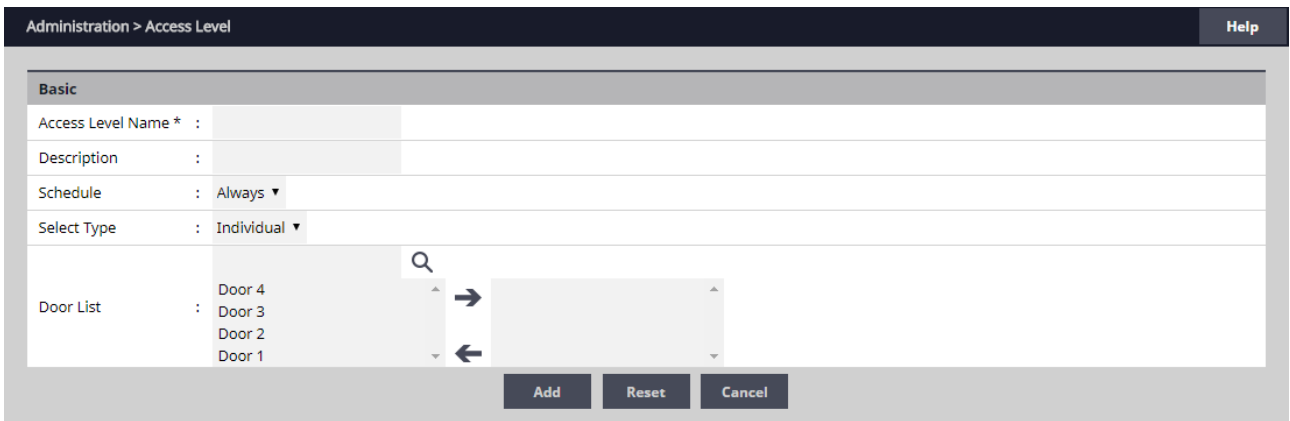 Administration > Access Level
Help
Basic
Access Level Name * :
Description :
Schedule : Always
Select Type : Individual
Door List :
Door 4
Door 3
Door 2
Door 1
Add Reset Cancel